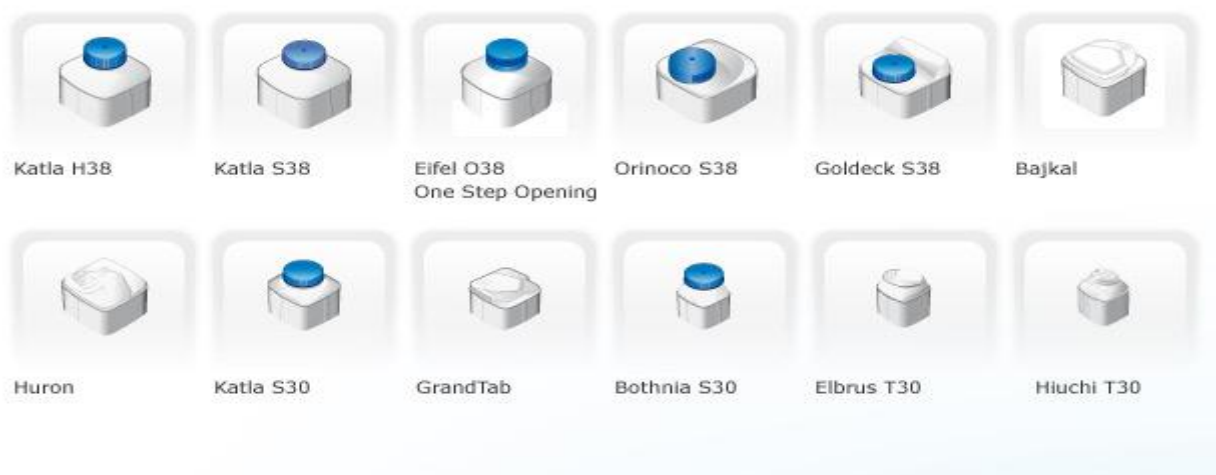 Katla H38
Katla S38
Eifel O38
One Step Opening
Orinoco S38
Goldeck S38
Bajkal
Huron
Katla S30
GrandTab
Bothnia S30
Elbrus T30
Hiuchi T30